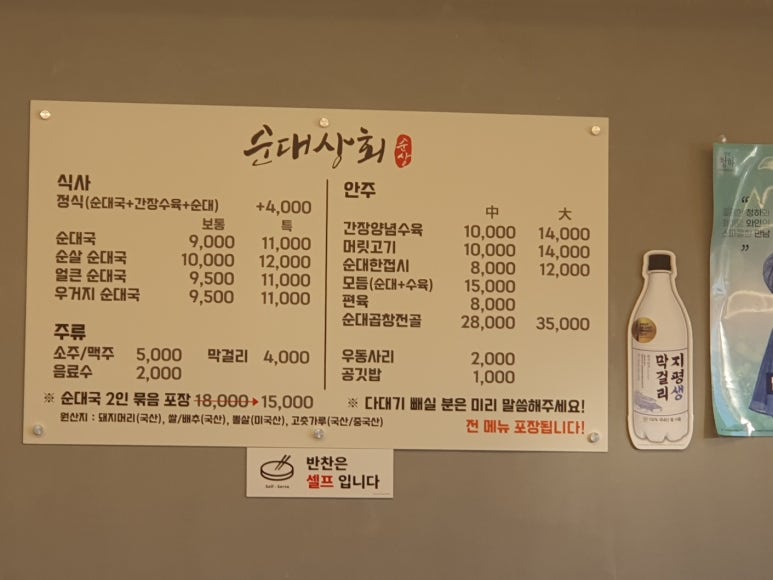 순대상회 순상
식사
정식(순대국+간장수육+순대) +4,000
보통 특
순대국 9,000 11,000
순살 순대국 10,000 12,000
얼큰 순대국 9,500 11,000
우거지 순대국 9,500 11,000
주류
소주/맥주 5,000 막걸리 4,000
음료수 2,000
※ 순대국 2인 묶음 포장 18,000 → 15,000
원산지 : 돼지머리(국산), 쌀/배추(국산), 뽈살(미국산), 고춧가루(국산/중국산)
안주
中 大
간장양념수육 10,000 14,000
머릿고기 10,000 14,000
순대한접시 8,000 12,000
모듬(순대+수육) 15,000
편육 8,000
순대곱창전골 28,000 35,000
우동사리 2,000
공깃밥 1,000
※ 다대기 빼실 분은 미리 말씀해주세요!
전 메뉴 포장됩니다!
Self - Serve
반찬은
셀프 입니다
지평생
막걸리
청하